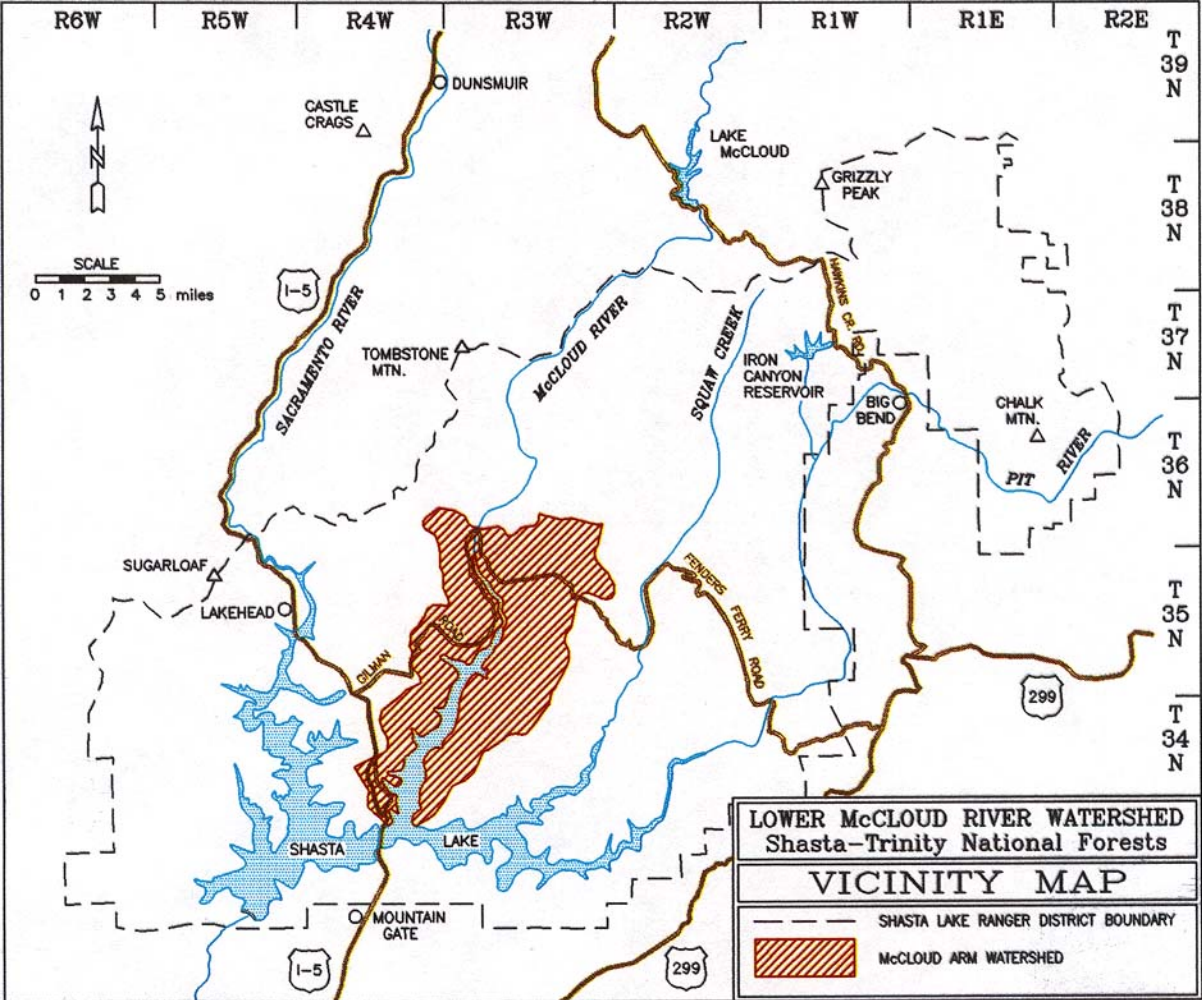 R6W
R5W
R4W
R3W
R2W
R1W
R1E
R2E
T
39
N
DUNSMUIR
CASTLE
CRAGS
N
LAKE
McCLOUD
GRIZZLY
PEAK
T
38
N
SCALE
0 1 2 3 4 5 miles
I-5
SACRAMENTO RIVER
HAWKINS CR. RD.
T
37
N
TOMBSTONE
MTN.
McCLOUD RIVER
SQUAW CREEK
IRON
CANYON
RESERVOIR
BIG
BEND
CHALK
MTN.
PIT RIVER
T
36
N
SUGARLOAF
LAKEHEAD
FENDERS FERRY ROAD
GILMAN ROAD
T
35
N
299
T
34
N
SHASTA LAKE
MOUNTAIN
GATE
I-5
299
LOWER McCLOUD RIVER WATERSHED
Shasta-Trinity National Forests
VICINITY MAP
SHASTA LAKE RANGER DISTRICT BOUNDARY
McCLOUD ARM WATERSHED